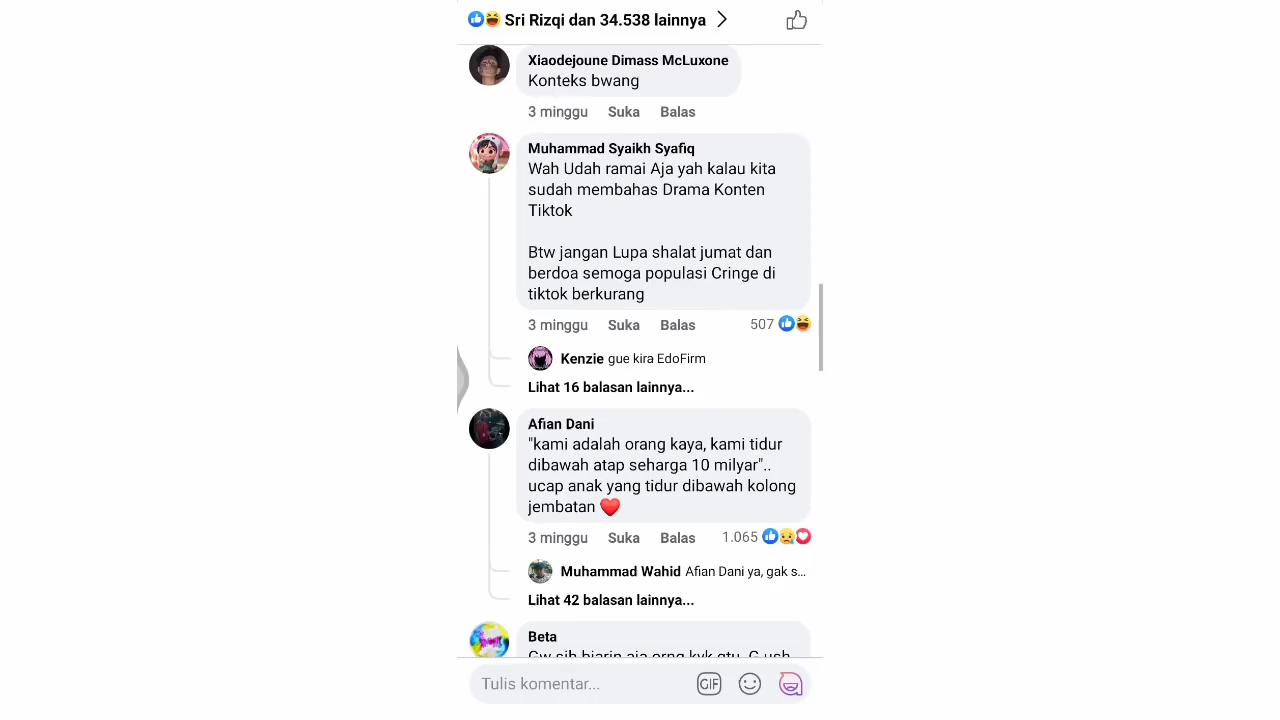 Sri Rizqi dan 34.538 lainnya
Xiaodejoune Dimass McLuxone
Konteks bwang
3 minggu Suka Balas
Muhammad Syaikh Syafiq
Wah Udah ramai Aja yah kalau kita
sudah membahas Drama Konten
Tiktok
Btw jangan Lupa shalat jumat dan
berdoa semoga populasi Cringe di
tiktok berkurang
3 minggu Suka Balas 507
Kenzie gue kira EdoFirm
Lihat 16 balasan lainnya...
Afian Dani
"kami adalah orang kaya, kami tidur
dibawah atap seharga 10 milyar"..
ucap anak yang tidur dibawah kolong
jembatan ❤️
3 minggu Suka Balas 1.065
Muhammad Wahid Afian Dani ya, gak s...
Lihat 42 balasan lainnya...
Beta
Gw sih biarin aja orng kyk gtu. G ush
Tulis komentar... GIF